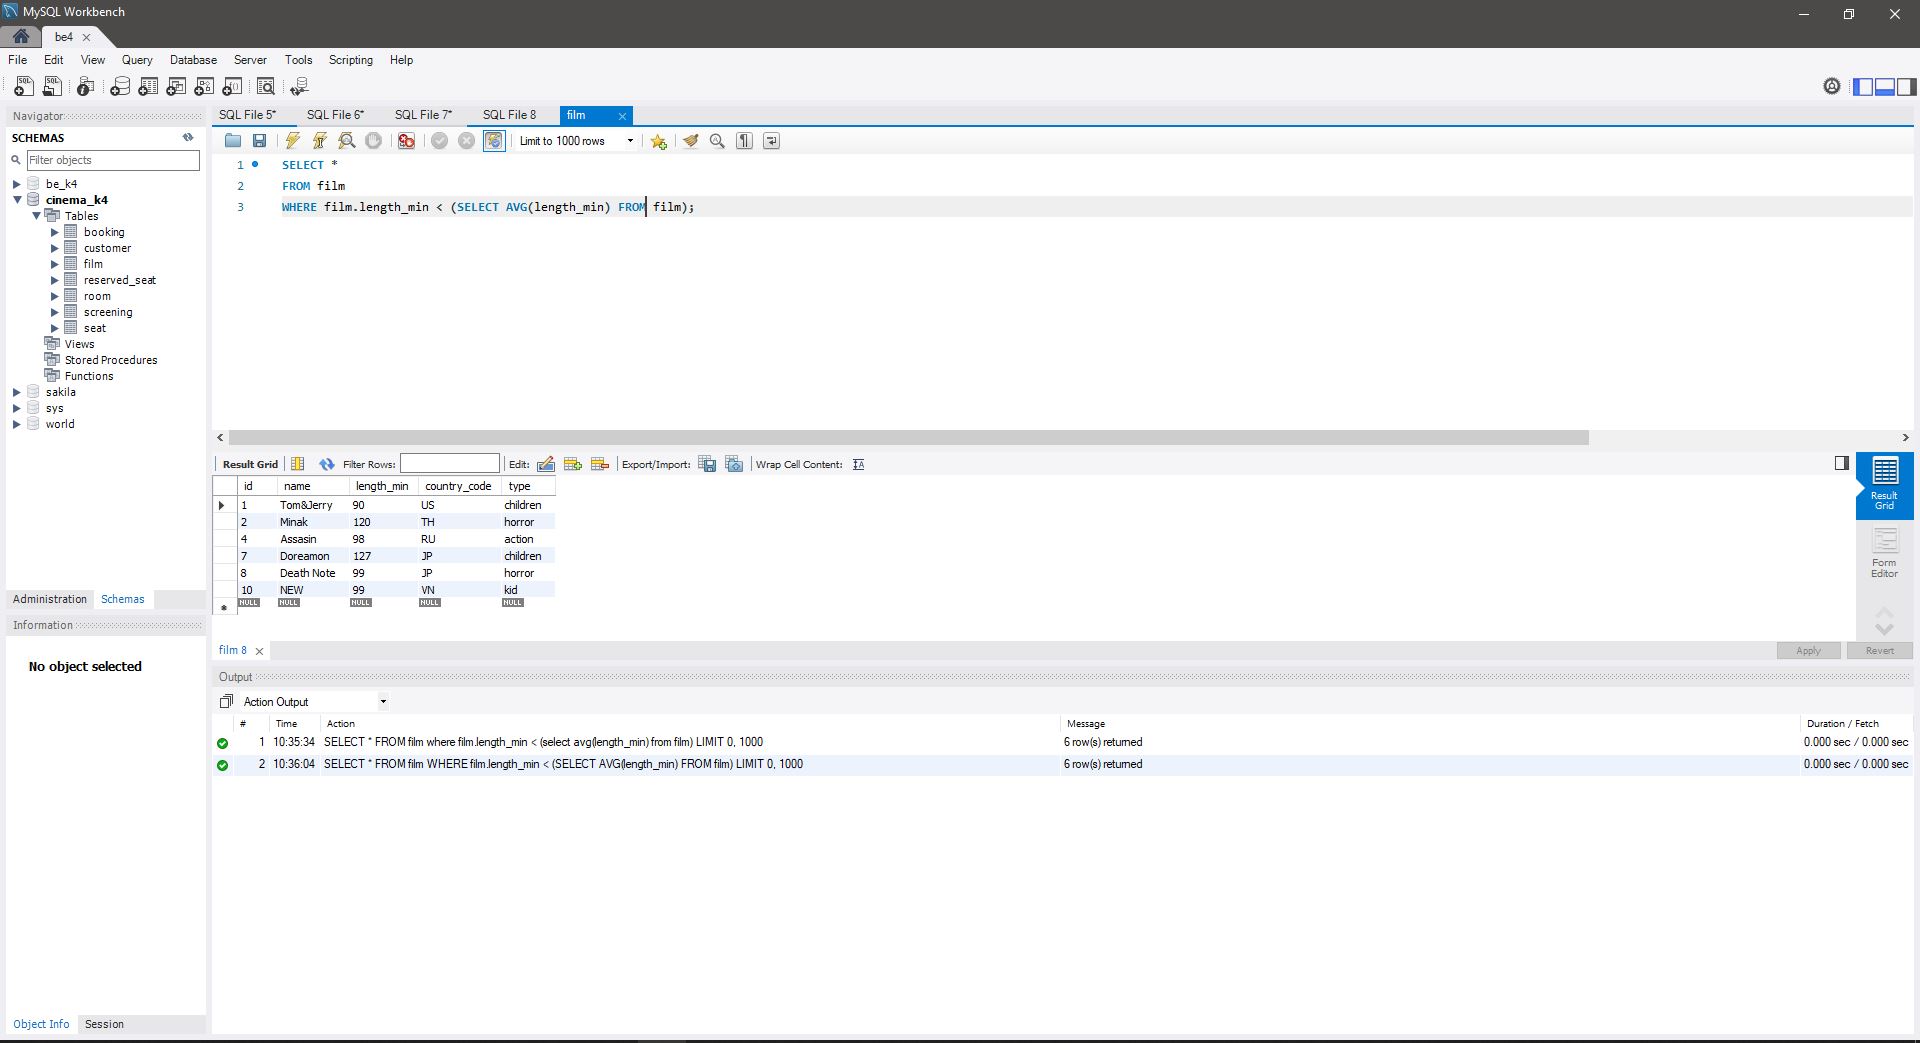 MySQL Workbench
be4
File Edit View Query Database Server Tools Scripting Help
Navigator
SCHEMAS
Filter objects
be_k4
cinema_k4
Tables
booking
customer
film
reserved_seat
room
screening
seat
Views
Stored Procedures
Functions
sakila
sys
world
Administration Schemas
Information
No object selected
Object Info Session
SQL File 5* SQL File 6* SQL File 7* SQL File 8 film
Limit to 1000 rows
1 SELECT *
2 FROM film
3 WHERE film.length_min < (SELECT AVG(length_min) FROM film);
Result Grid Filter Rows: Edit: Export/Import: Wrap Cell Content:
id name length_min country_code type
1 Tom&Jerry 90 US children
2 Minak 120 TH horror
4 Assasin 98 RU action
7 Doreamon 127 JP children
8 Death Note 99 JP horror
10 NEW 99 VN kid
NULL NULL NULL NULL NULL
Result
Grid
Form
Editor
film 8
Apply Revert
Output
Action Output
# Time Action Message Duration / Fetch
1 10:35:34 SELECT * FROM film where film.length_min < (select avg(length_min) from film) LIMIT 0, 1000 6 row(s) returned 0.000 sec / 0.000 sec
2 10:36:04 SELECT * FROM film WHERE film.length_min < (SELECT AVG(length_min) FROM film) LIMIT 0, 1000 6 row(s) returned 0.000 sec / 0.000 sec